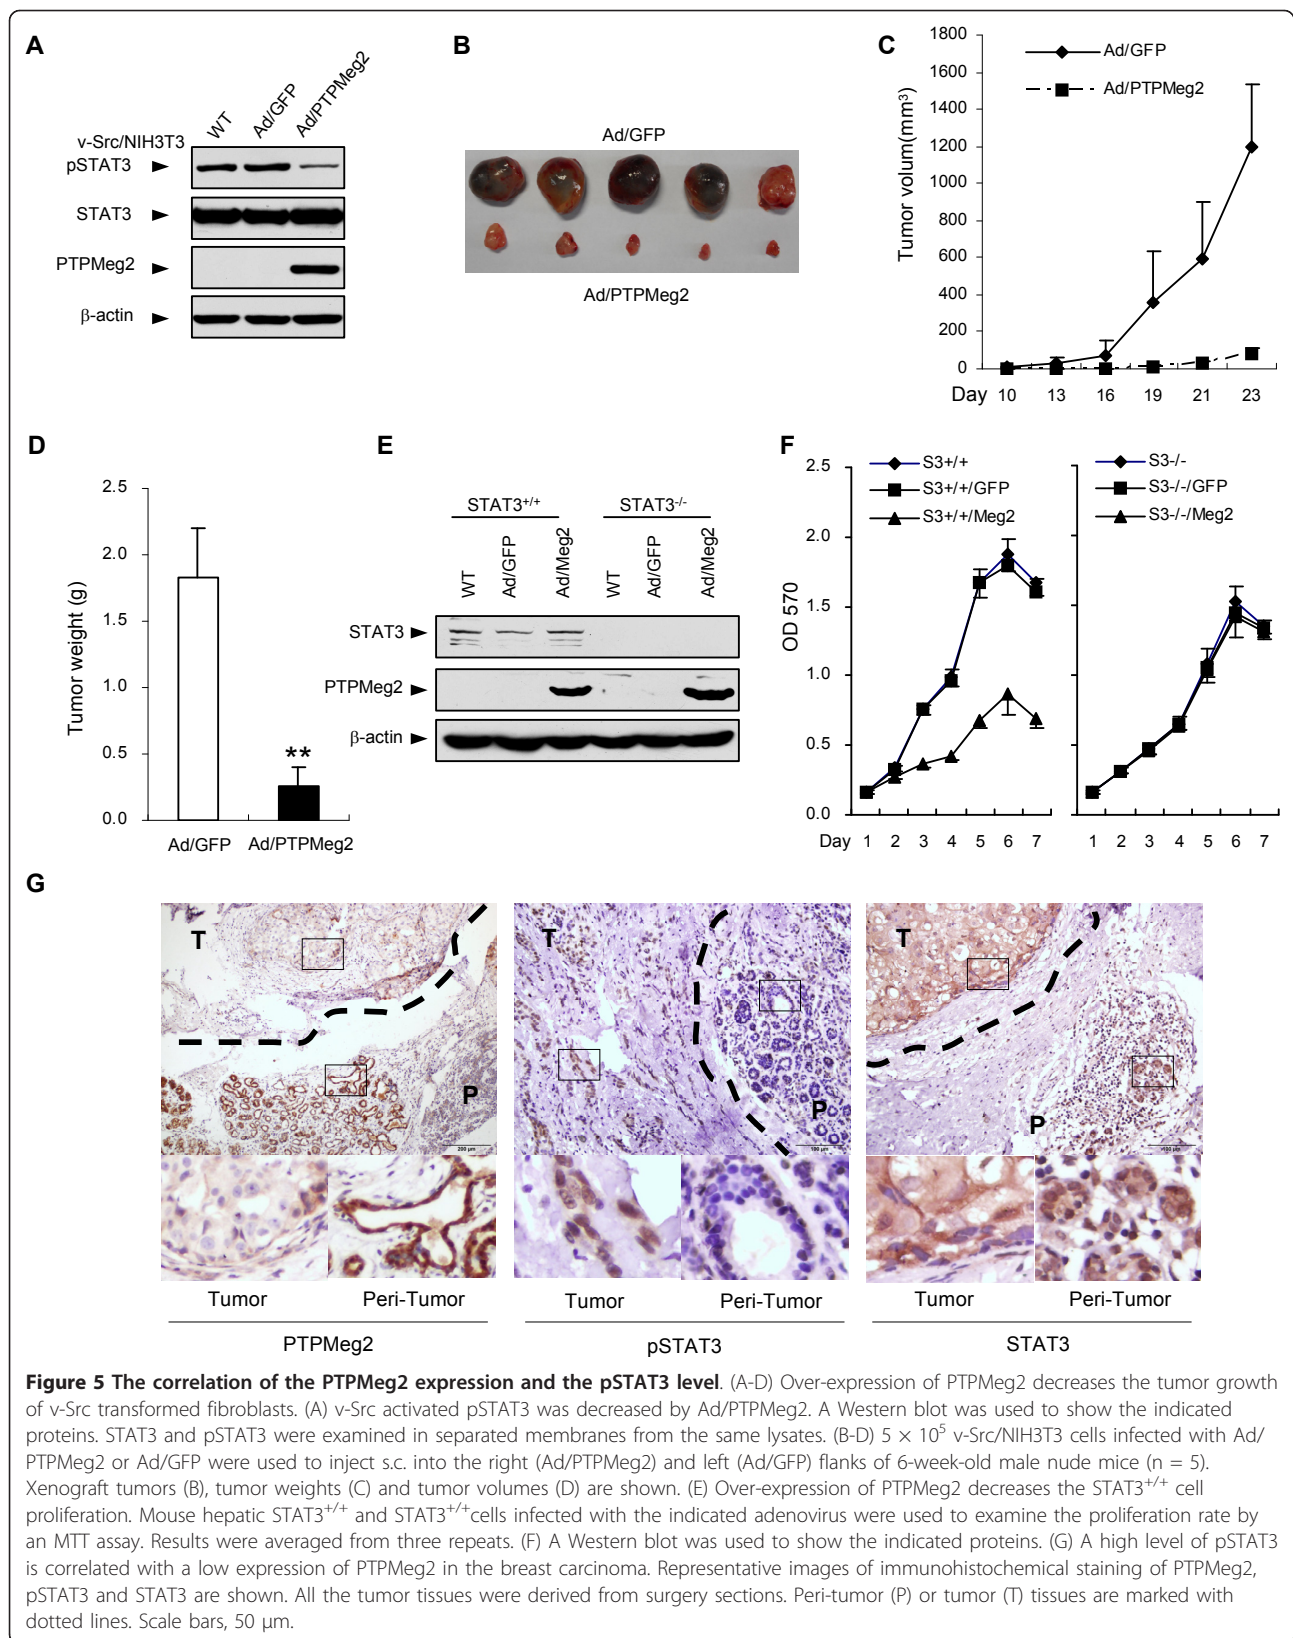 A
WT
Ad/GFP
Ad/PTPMeg2
v-Src/NIH3T3
pSTAT3
STAT3
PTPMeg2
β-actin
B
Ad/GFP
Ad/PTPMeg2
C
Ad/GFP
Ad/PTPMeg2
Tumor volum(mm³)
1800
1600
1400
1200
1000
800
600
400
200
0
Day 10 13 16 19 21 23
D
Tumor weight (g)
2.5
2.0
1.5
1.0
0.5
0.0
**
Ad/GFP Ad/PTPMeg2
E
STAT3+/+ STAT3-/-
WT Ad/GFP Ad/Meg2 WT Ad/GFP Ad/Meg2
STAT3
PTPMeg2
β-actin
F
S3+/+
S3+/+/GFP
S3+/+/Meg2
S3-/-
S3-/-/GFP
S3-/-/Meg2
OD 570
2.5
2.0
1.5
1.0
0.5
0.0
Day 1 2 3 4 5 6 7 1 2 3 4 5 6 7
G
T
P
200 µm
T
P
100 µm
T
P
100 µm
Tumor Peri-Tumor Tumor Peri-Tumor Tumor Peri-Tumor
PTPMeg2 pSTAT3 STAT3
Figure 5 The correlation of the PTPMeg2 expression and the pSTAT3 level. (A-D) Over-expression of PTPMeg2 decreases the tumor growth
of v-Src transformed fibroblasts. (A) v-Src activated pSTAT3 was decreased by Ad/PTPMeg2. A Western blot was used to show the indicated
proteins. STAT3 and pSTAT3 were examined in separated membranes from the same lysates. (B-D) 5 × 10⁵ v-Src/NIH3T3 cells infected with Ad/
PTPMeg2 or Ad/GFP were used to inject s.c. into the right (Ad/PTPMeg2) and left (Ad/GFP) flanks of 6-week-old male nude mice (n = 5).
Xenograft tumors (B), tumor weights (C) and tumor volumes (D) are shown. (E) Over-expression of PTPMeg2 decreases the STAT3+/+ cell
proliferation. Mouse hepatic STAT3+/+ and STAT3+/+cells infected with the indicated adenovirus were used to examine the proliferation rate by
an MTT assay. Results were averaged from three repeats. (F) A Western blot was used to show the indicated proteins. (G) A high level of pSTAT3
is correlated with a low expression of PTPMeg2 in the breast carcinoma. Representative images of immunohistochemical staining of PTPMeg2,
pSTAT3 and STAT3 are shown. All the tumor tissues were derived from surgery sections. Peri-tumor (P) or tumor (T) tissues are marked with
dotted lines. Scale bars, 50 μm.